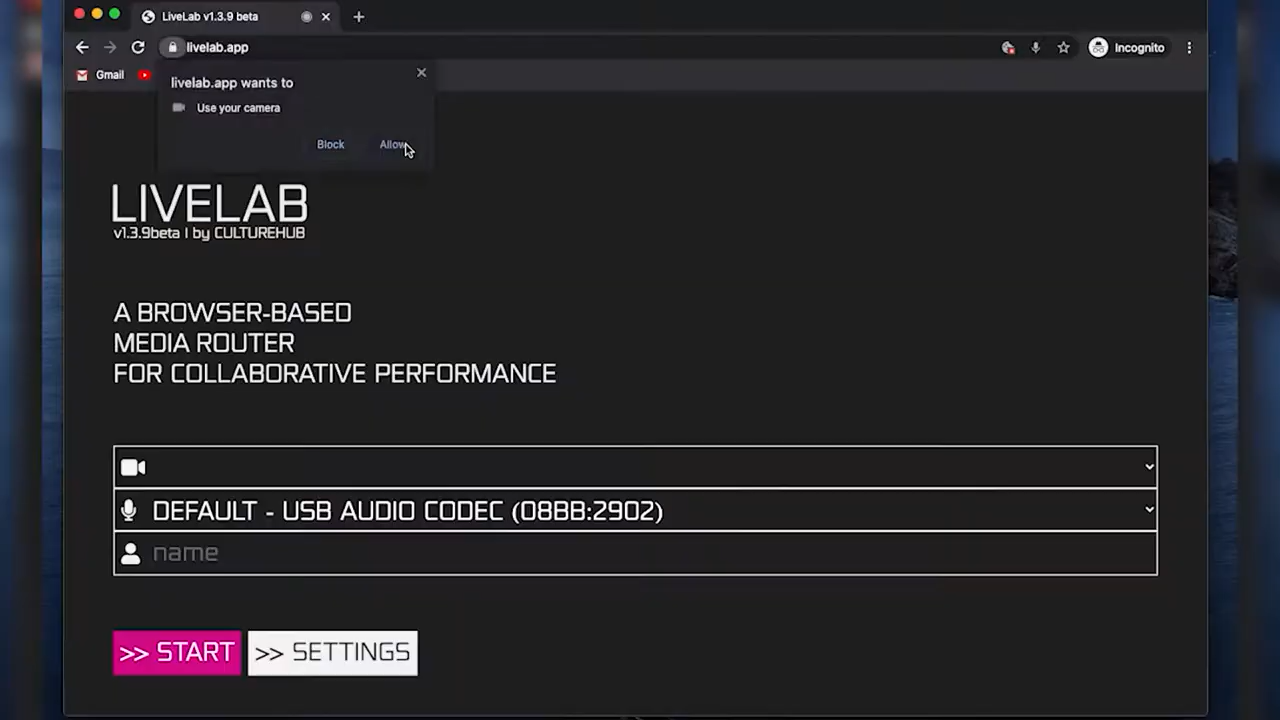 LiveLab v1.3.9 beta
livelab.app
Incognito
Gmail
livelab.app wants to
Use your camera
Block Allow
LIVELAB
v1.3.9beta | by CULTUREHUB
A BROWSER-BASED
MEDIA ROUTER
FOR COLLABORATIVE PERFORMANCE
DEFAULT - USB AUDIO CODEC (08BB:2902)
name
>> START >> SETTINGS